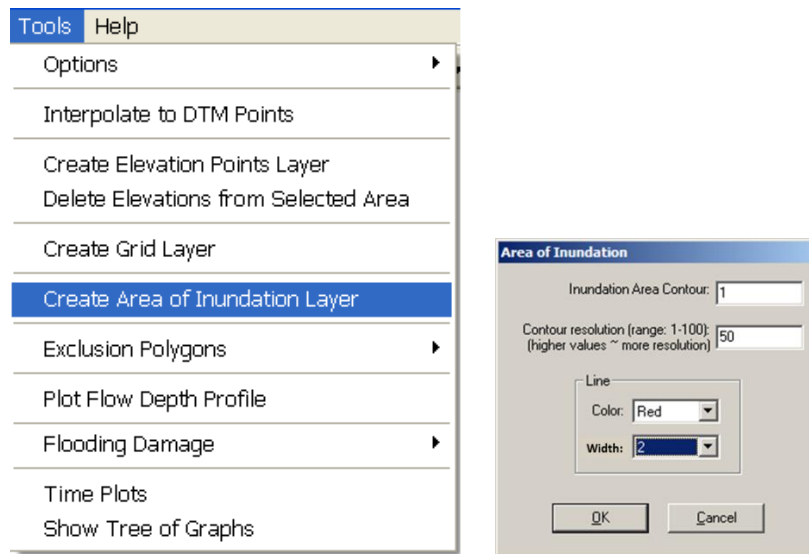 Tools Help
Options
Interpolate to DTM Points
Create Elevation Points Layer
Delete Elevations from Selected Area
Create Grid Layer
Create Area of Inundation Layer
Exclusion Polygons
Plot Flow Depth Profile
Flooding Damage
Time Plots
Show Tree of Graphs
Area of Inundation
Inundation Area Contour: 1
Contour resolution (range: 1-100): 50
(higher values ~ more resolution)
Line
Color: Red
Width: 2
OK Cancel